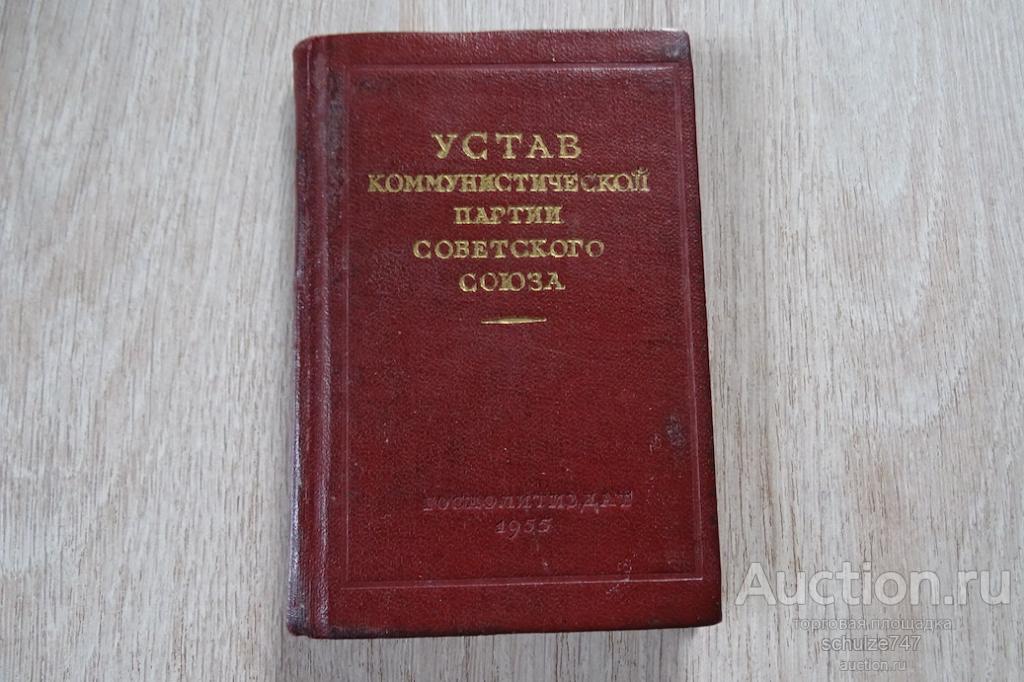 УСТАВ
КОММУНИСТИЧЕСКОЙ
ПАРТИИ
СОВЕТСКОГО
СОЮЗА
ГОСПОЛИТИЗДАТ
1955
Auction.ru
торговая площадка
schulze747
auction.ru